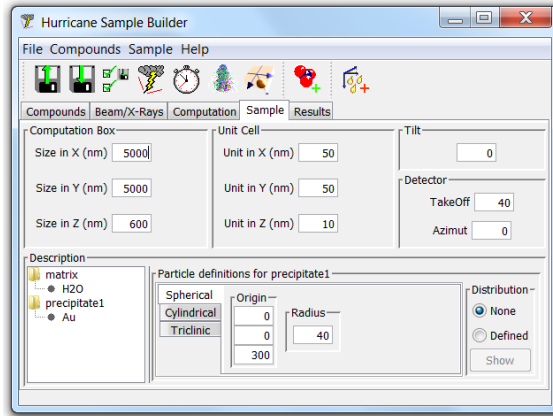 Hurricane Sample Builder
File Compounds Sample Help
Compounds Beam/X-Rays Computation Sample Results
Computation Box
Size in X (nm) 5000
Size in Y (nm) 5000
Size in Z (nm) 600
Unit Cell
Unit in X (nm) 50
Unit in Y (nm) 50
Unit in Z (nm) 10
Tilt
0
Detector
TakeOff 40
Azimut 0
Description
matrix
H2O
precipitate1
Au
Particle definitions for precipitate1
Spherical
Cylindrical
Triclinic
Origin
0
0
300
Radius
40
Distribution
None
Defined
Show